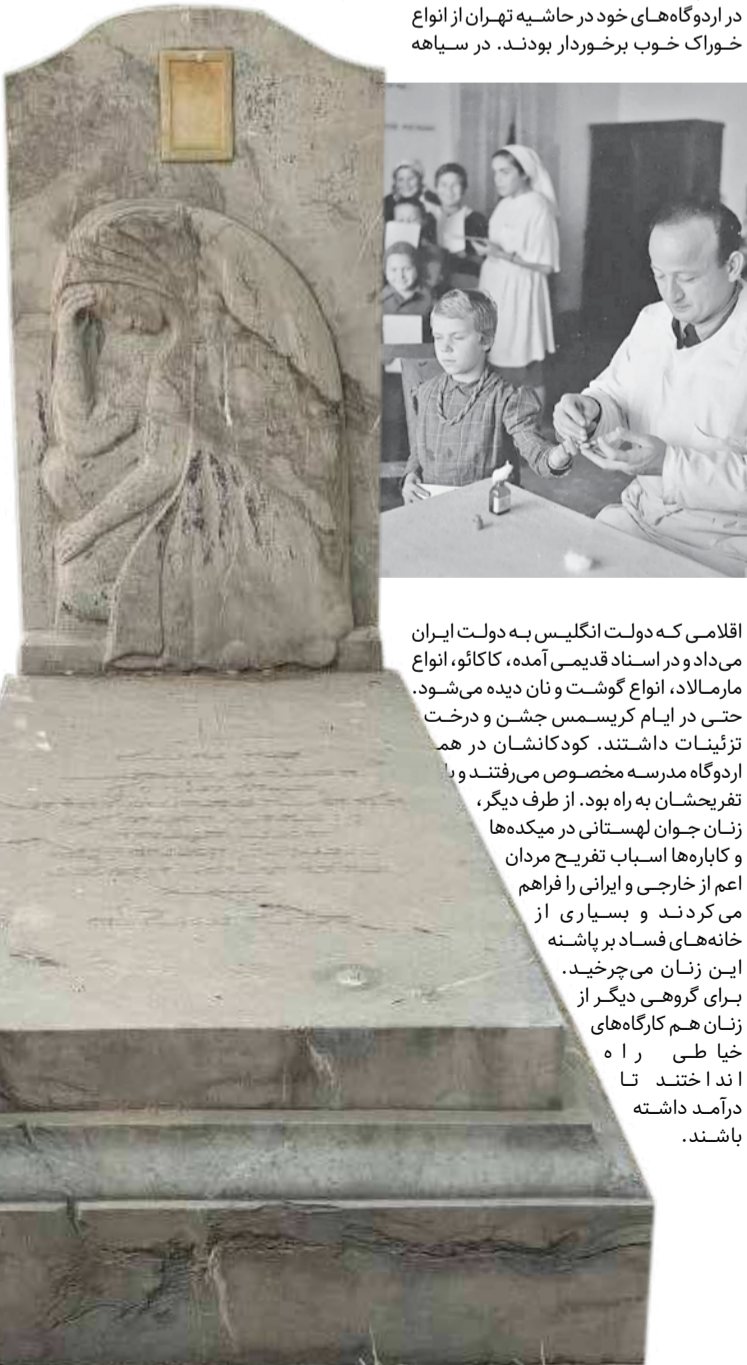 در اردوگاه‌های خود در حاشیه تهران از انواع
خوراک خوب برخوردار بودند. در سیاهه
اقلامی که دولت انگلیس به دولت ایران
می‌داد و در اسناد قدیمی آمده، کاکائو، انواع
مارمالاد، انواع گوشت و نان دیده می‌شود.
حتی در ایام کریسمس جشن و درخت
تزئینات داشتند. کودکانشان در
اردوگاه مدرسه مخصوص می‌رفتند و
تفریحشان به راه بود. از طرف دیگر،
زنان جوان لهستانی در میکده‌ها
و کاباره‌ها اسباب تفریح مردان
اعم از خارجی و ایرانی را فراهم
می‌کردند و بسیاری از
خانه‌های فساد بر پاشنه
این زنان می‌چرخید.
برای گروهی دیگر از
زنان هم کارگاه‌های
خیاطی راه
انداختند تا
درآمد داشته
باشند.